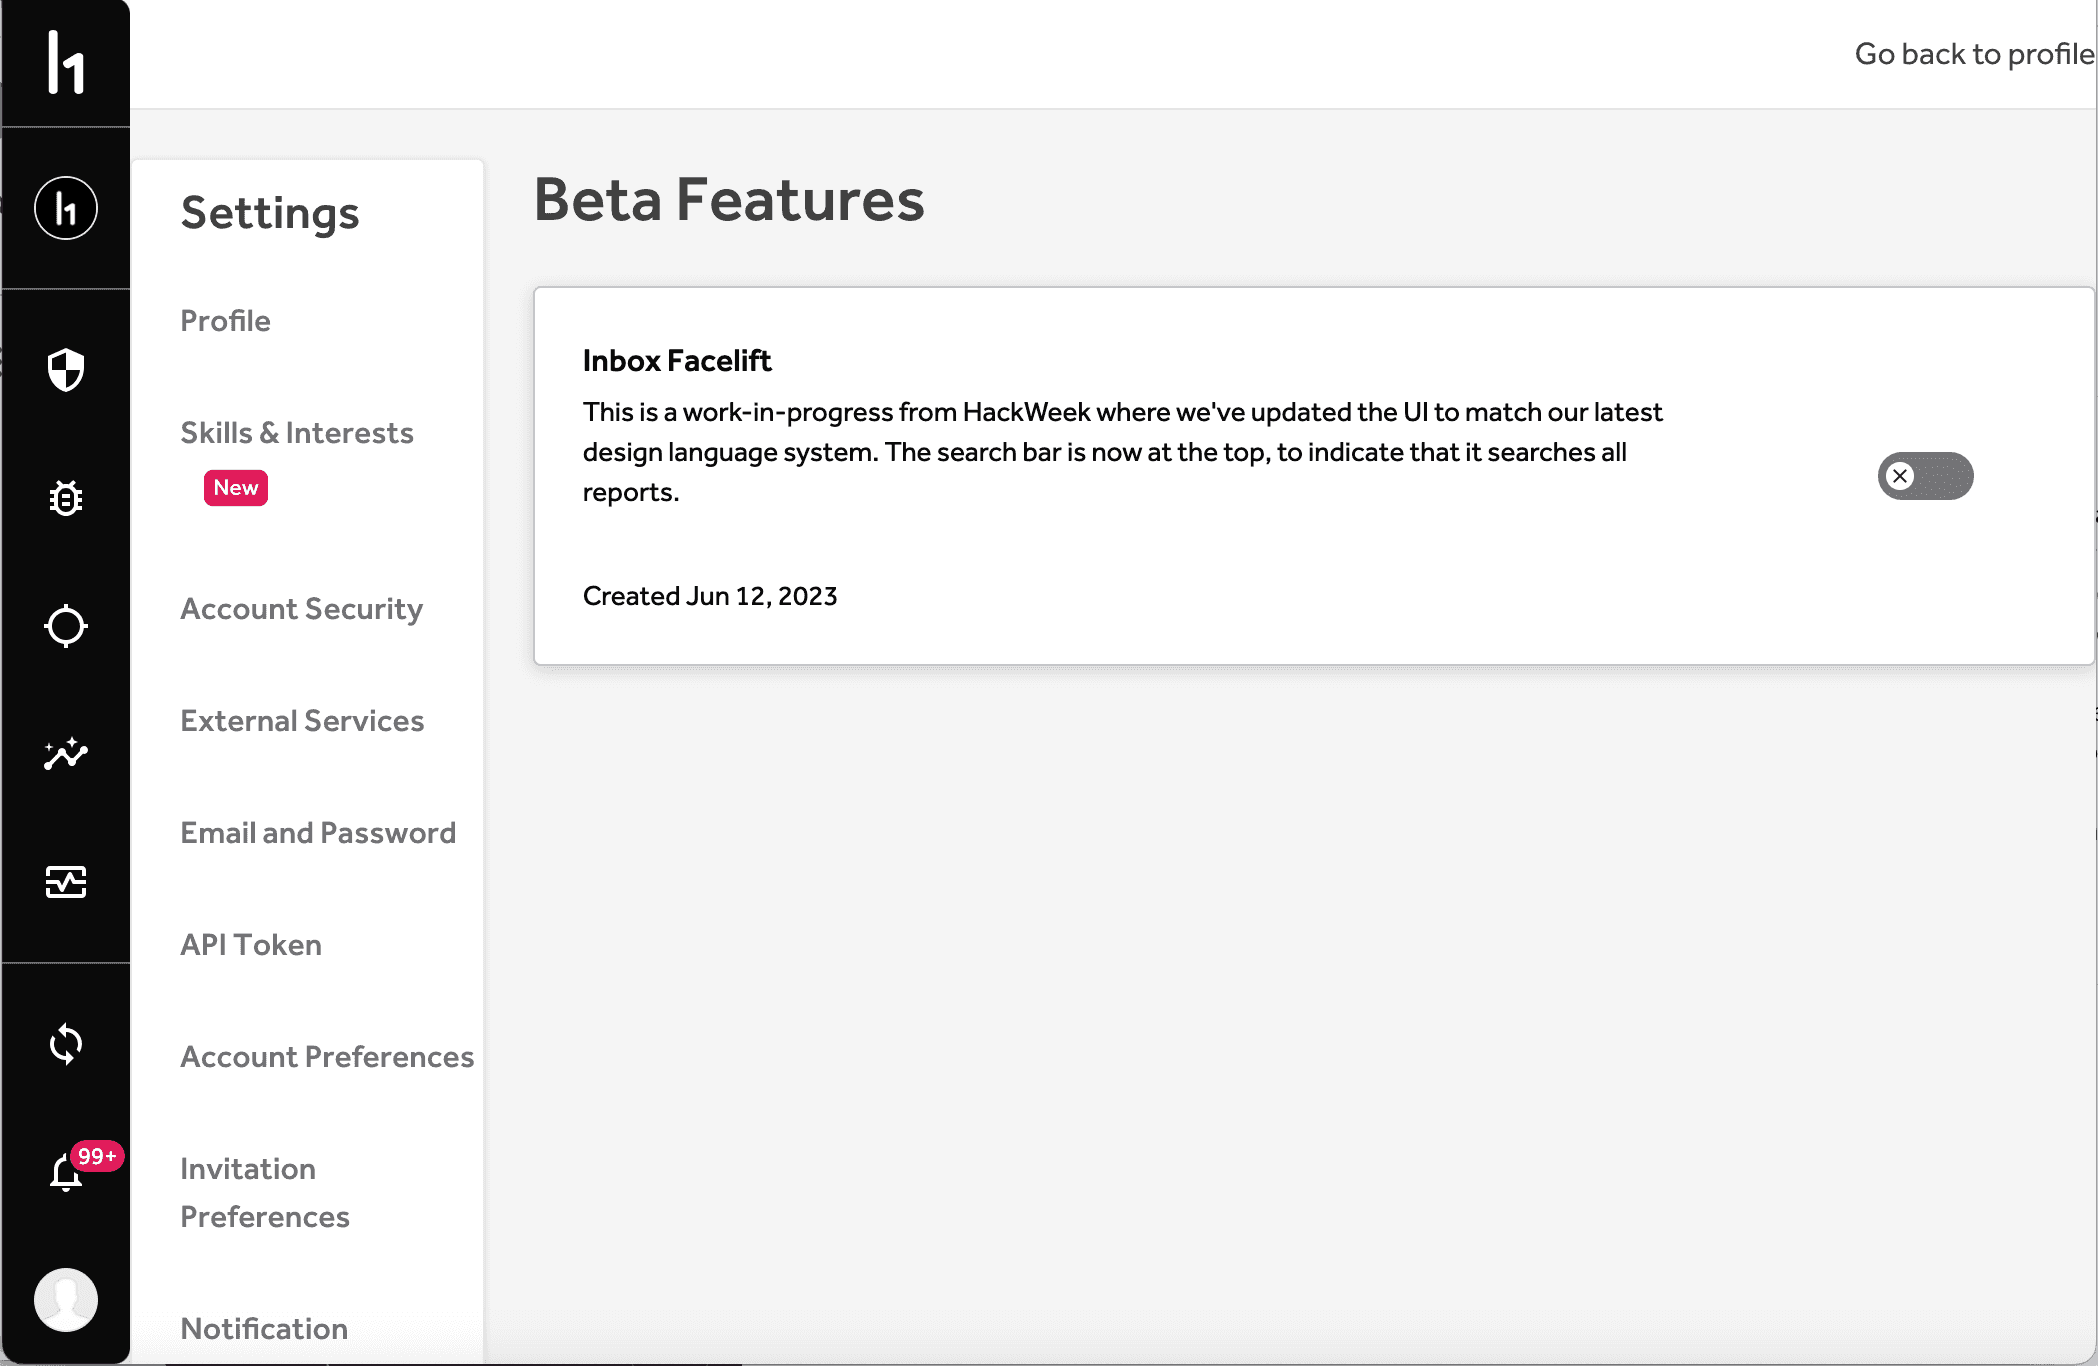 Go back to profile
Settings
Profile
Skills & Interests
New
Account Security
External Services
Email and Password
API Token
Account Preferences
Invitation
Preferences
Notification
99+
Beta Features
Inbox Facelift
This is a work-in-progress from HackWeek where we've updated the UI to match our latest
design language system. The search bar is now at the top, to indicate that it searches all
reports.
Created Jun 12, 2023